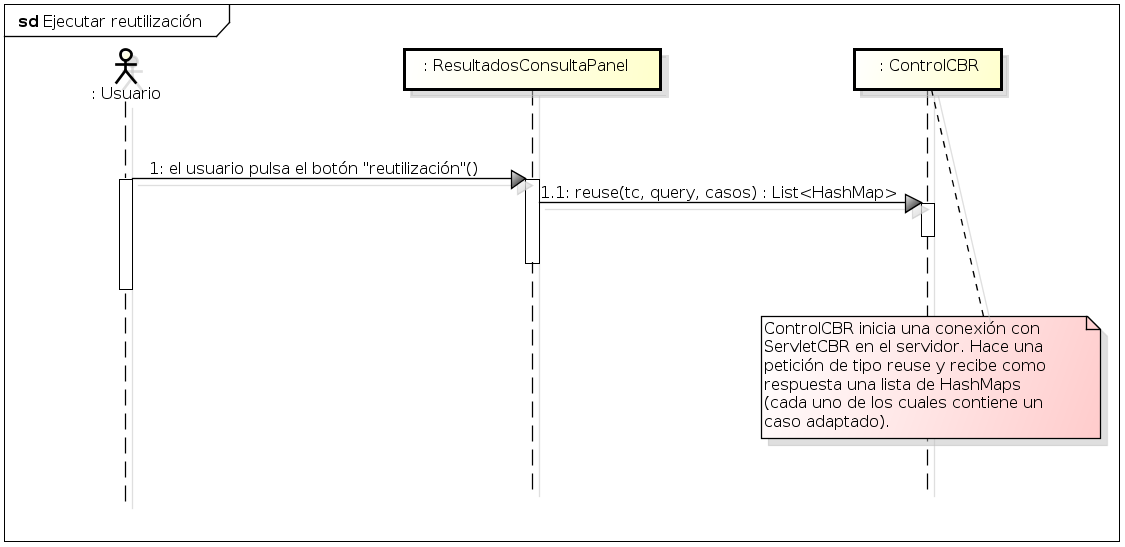 sd Ejecutar reutilización
: Usuario
: ResultadosConsultaPanel
: ControlCBR
1: el usuario pulsa el botón "reutilización"()
1.1: reuse(tc, query, casos) : List<HashMap>
ControlCBR inicia una conexión con
ServletCBR en el servidor. Hace una
petición de tipo reuse y recibe como
respuesta una lista de HashMaps
(cada uno de los cuales contiene un
caso adaptado).